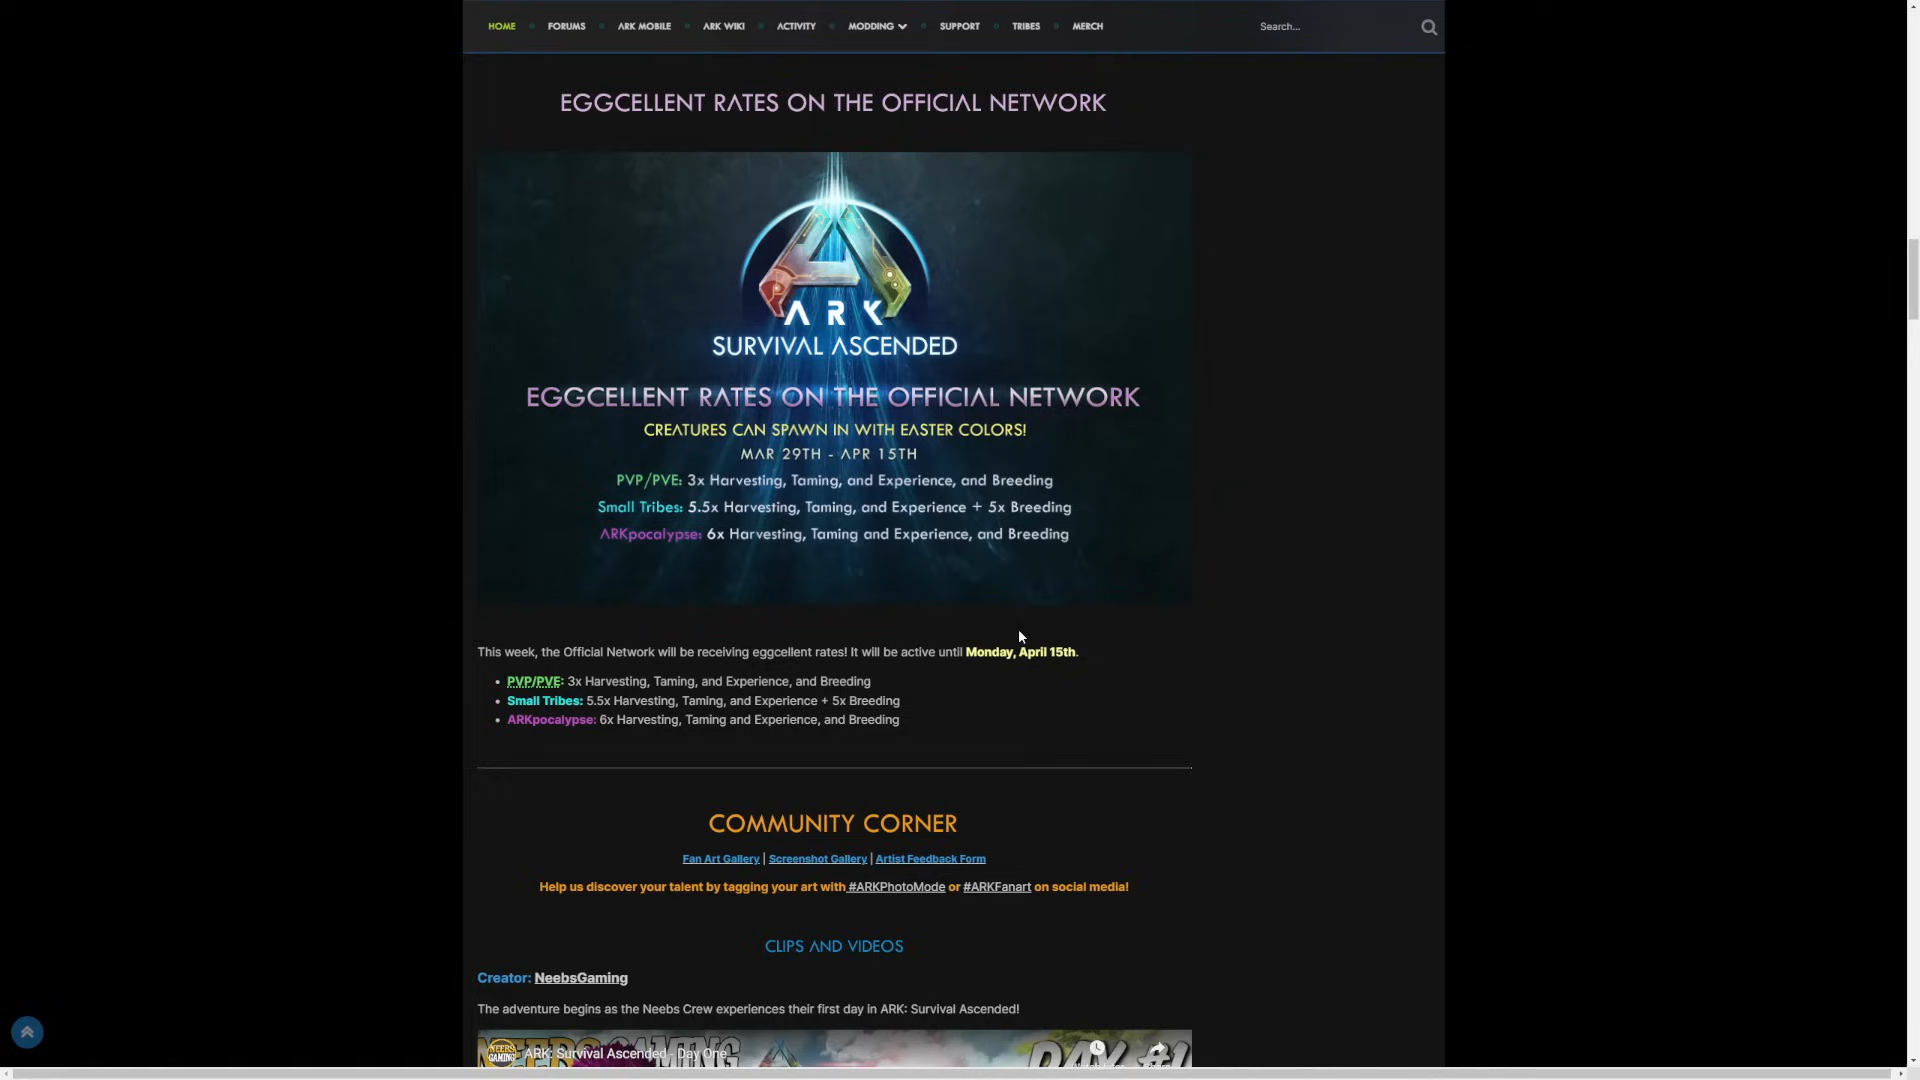 HOME FORUMS ARK MOBILE ARK WIKI ACTIVITY MODDING SUPPORT TRIBES MERCH Search...
EGGCELLENT RATES ON THE OFFICIAL NETWORK
ARK
SURVIVAL ASCENDED
EGGCELLENT RATES ON THE OFFICIAL NETWORK
CREATURES CAN SPAWN IN WITH EASTER COLORS!
MAR 29TH - APR 15TH
PVP/PVE: 3x Harvesting, Taming, and Experience, and Breeding
Small Tribes: 5.5x Harvesting, Taming, and Experience + 5x Breeding
ARKpocalypse: 6x Harvesting, Taming and Experience, and Breeding
This week, the Official Network will be receiving eggcellent rates! It will be active until Monday, April 15th.
• PVP/PVE: 3x Harvesting, Taming, and Experience, and Breeding
• Small Tribes: 5.5x Harvesting, Taming, and Experience + 5x Breeding
• ARKpocalypse: 6x Harvesting, Taming and Experience, and Breeding
COMMUNITY CORNER
Fan Art Gallery | Screenshot Gallery | Artist Feedback Form
Help us discover your talent by tagging your art with #ARKPhotoMode or #ARKFanart on social media!
CLIPS AND VIDEOS
Creator: NeebsGaming
The adventure begins as the Neebs Crew experiences their first day in ARK: Survival Ascended!
NEEBS GAMING ARK: Survival Ascended - Day One DAY #1